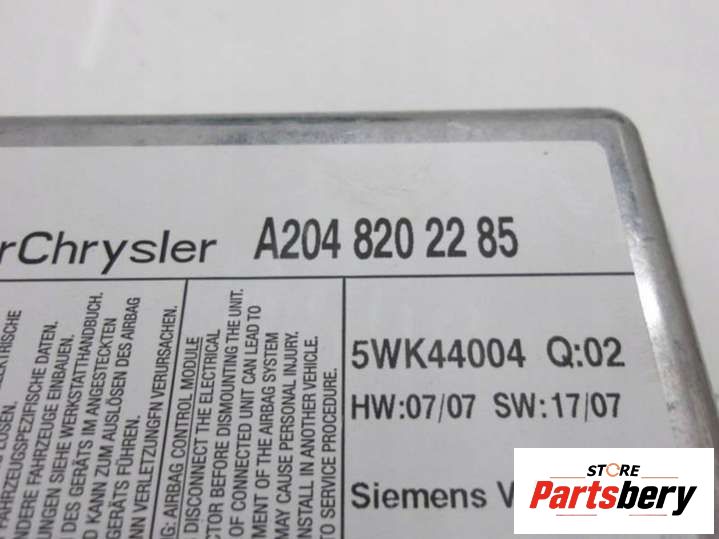 rChrysler A204 820 22 85
5WK44004 Q:02
HW:07/07 SW:17/07
Siemens V
LEKTRISCHE
LÖSEN.
FAHRZEUGSPEZIFISCHE DATEN.
NDERE FAHRZEUGE EINBAUEN.
UNGEN SIEHE WERKSTATTHANDBUCH.
DES GERÄTS IM ANGESTECKTEN
D KANN ZUM AUSLÖSEN DES AIRBAG
GERÄTS FÜHREN.
NN VERLETZUNGFN VERURSACHEN.
G: AIRBAG CONTROL MODULE
DISCONNECT THE ELECTRICAL
CTOR BEFORE DISMOUNTING THE UNIT.
OF CONNECTED UNIT CAN LEAD TO
MENT OF THE AIRBAG SYSTEM
MAY CAUSE PERSONAL INJURY.
INSTALL IN ANOTHER VEHICLE.
TO SERVICE PROCEDURE.
STORE
Partsbery